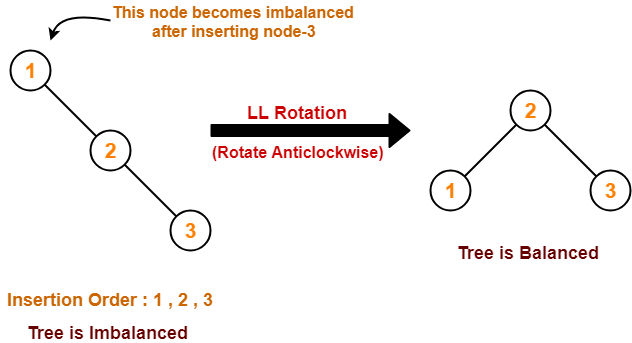 This node becomes imbalanced
after inserting node-3
1
2
3
LL Rotation
(Rotate Anticlockwise)
2
1
3
Tree is Balanced
Insertion Order : 1 , 2 , 3
Tree is Imbalanced